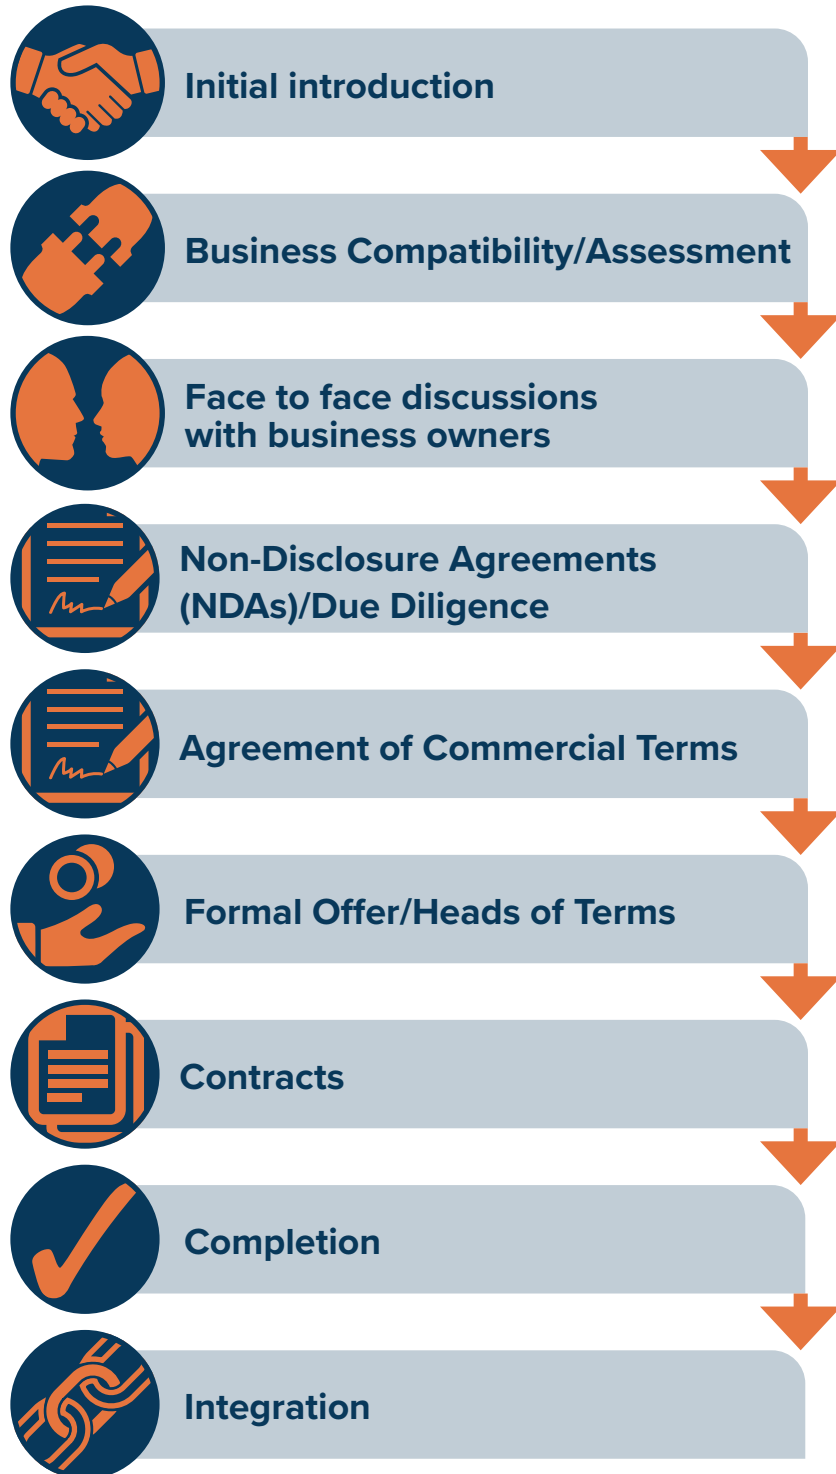 Initial introduction
Business Compatibility/Assessment
Face to face discussions
with business owners
Non-Disclosure Agreements
(NDAs)/Due Diligence
Agreement of Commercial Terms
Formal Offer/Heads of Terms
Contracts
Completion
Integration